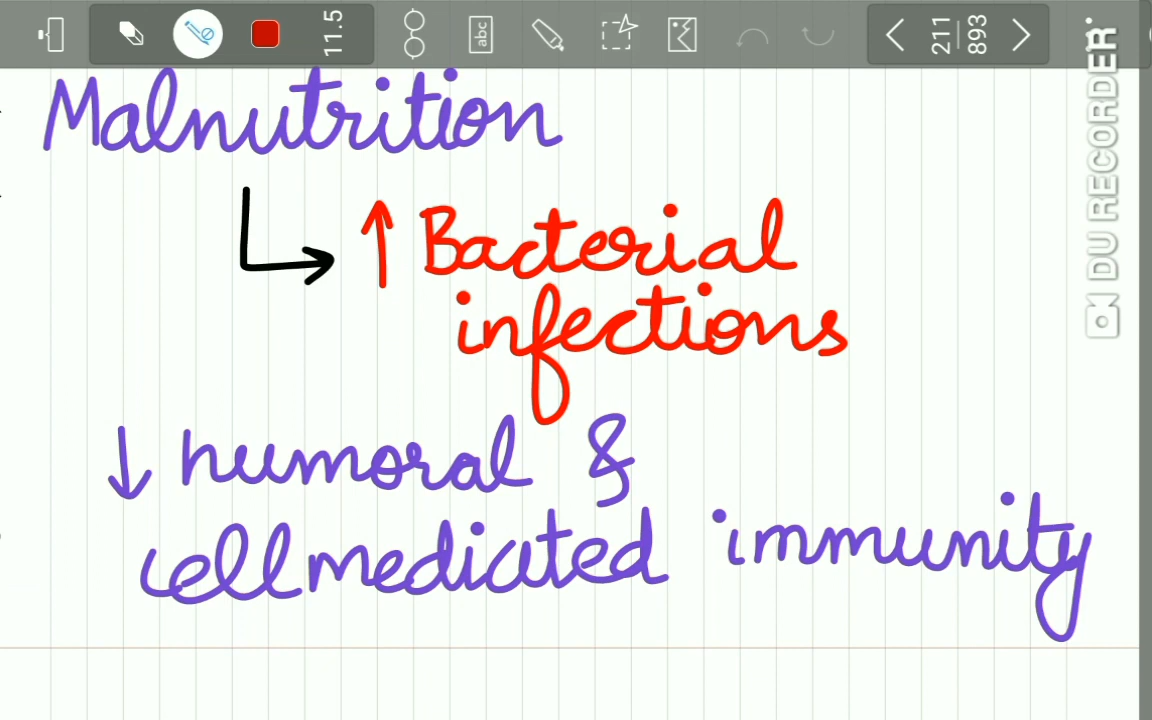 11.5
abc
211
893
DU RECORDER
Malnutrition
↑ Bacterial
infections
↓ humoral &
cellmediated immunity